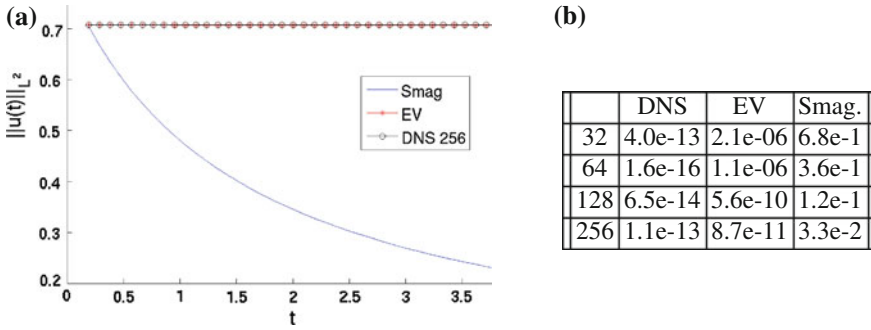 (a)
0.7
0.6
0.5
0.4
0.3
0.2
||u(t)||_L²
Smag
EV
DNS 256
0 0.5 1 1.5 2 2.5 3 3.5
t
(b)
DNS EV Smag.
32 4.0e-13 2.1e-06 6.8e-1
64 1.6e-16 1.1e-06 3.6e-1
128 6.5e-14 5.6e-10 1.2e-1
256 1.1e-13 8.7e-11 3.3e-2